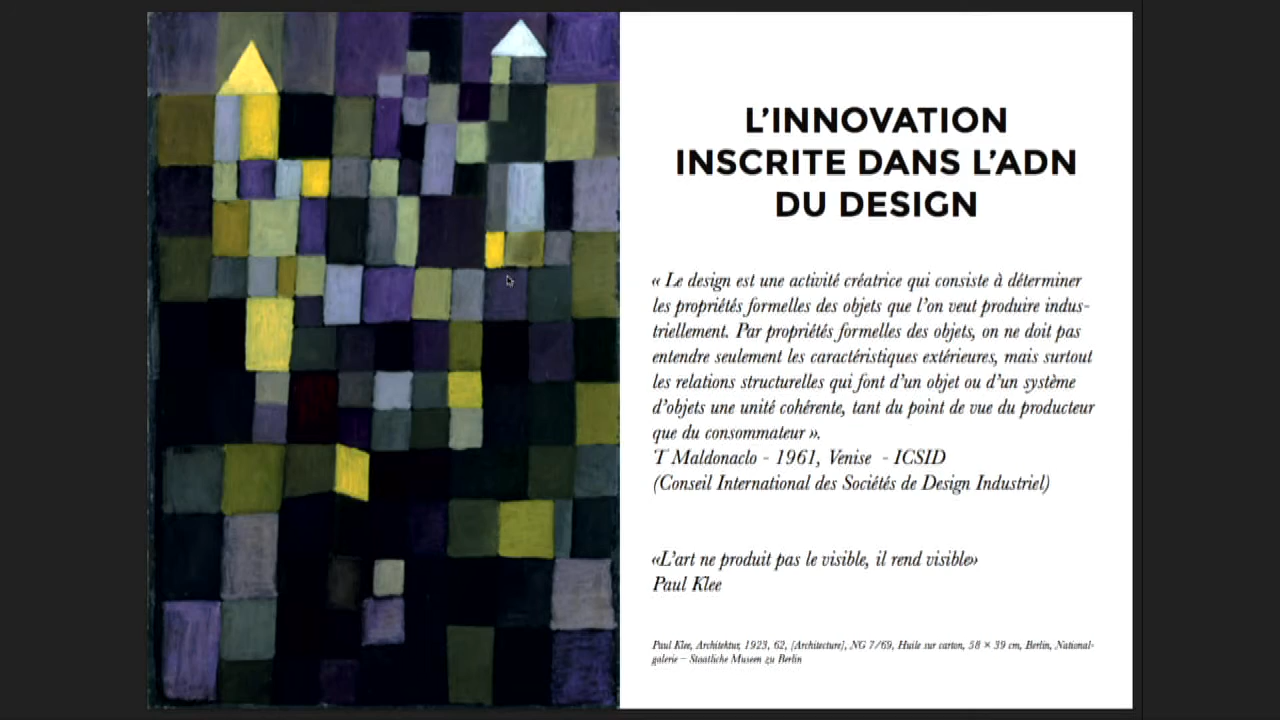 L'INNOVATION
INSCRITE DANS L'ADN
DU DESIGN
« Le design est une activité créatrice qui consiste à déterminer
les propriétés formelles des objets que l'on veut produire indus-
triellement. Par propriétés formelles des objets, on ne doit pas
entendre seulement les caractéristiques extérieures, mais surtout
les relations structurelles qui font d'un objet ou d'un système
d'objets une unité cohérente, tant du point de vue du producteur
que du consommateur ».
T Maldonaclo - 1961, Venise - ICSID
(Conseil International des Sociétés de Design Industriel)
«L'art ne produit pas le visible, il rend visible»
Paul Klee
Paul Klee, Architektur, 1923, 62, [Architecture], NG 7/69, Huile sur carton, 58 × 39 cm, Berlin, National-
galerie – Staatliche Museen zu Berlin